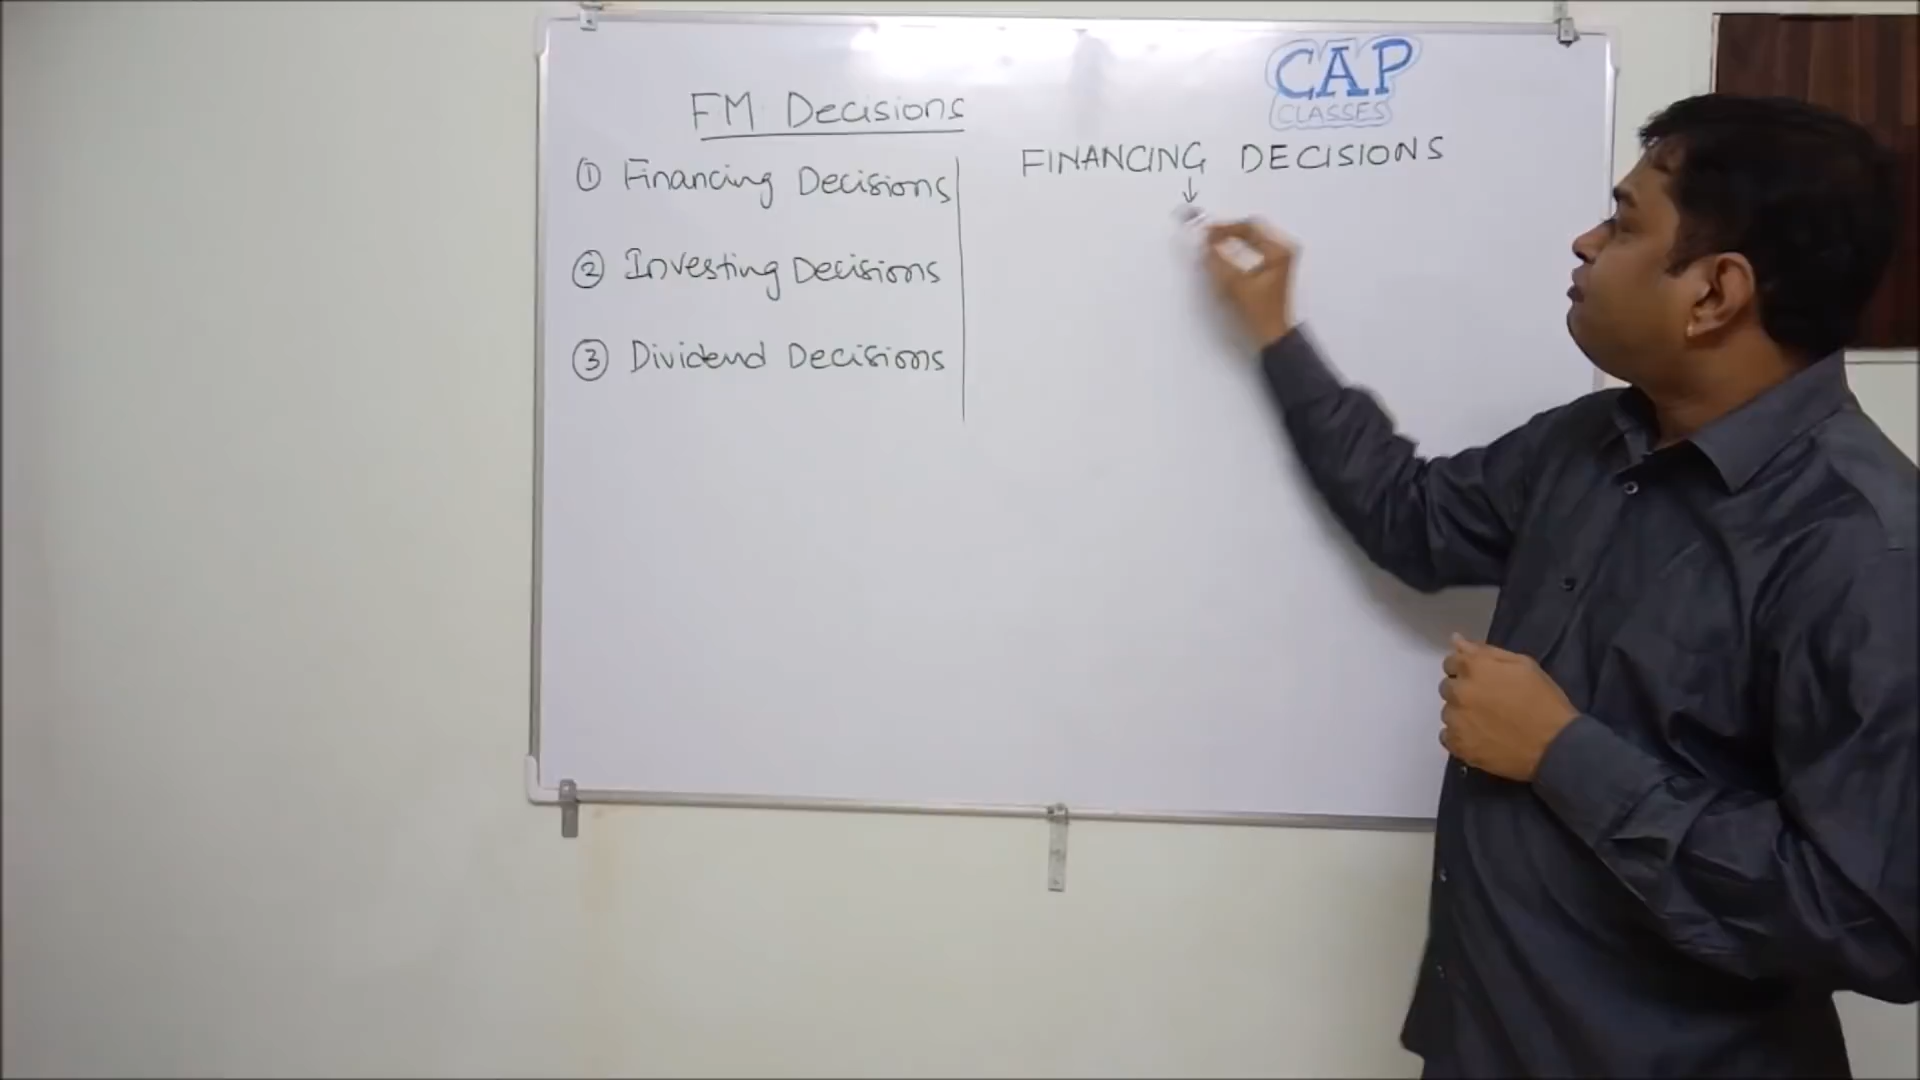 FM Decisions
① Financing Decisions
② Investing Decisions
③ Dividend Decisions
CAP
CLASSES
FINANCING DECISIONS
↓